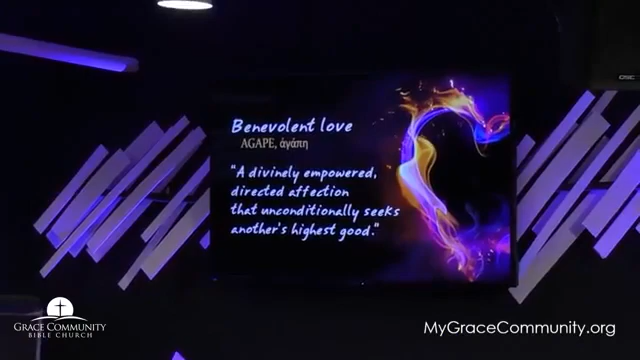 Benevolent love
AGAPE, ἀγάπη
"A divinely empowered,
directed affection
that unconditionally seeks
another's highest good."
GRACE COMMUNITY
BIBLE CHURCH
MyGraceCommunity.org
QSC